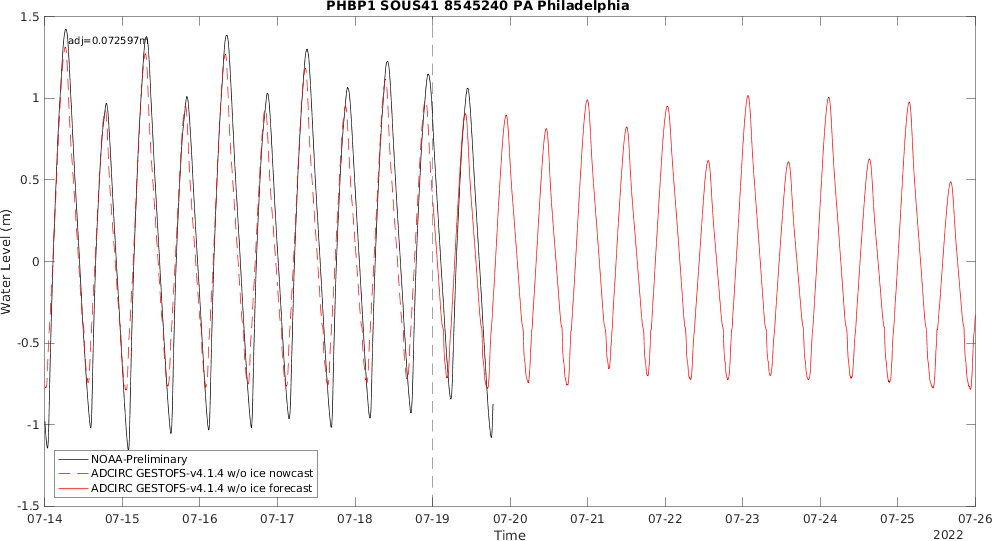 PHBP1 SOUS41 8545240 PA Philadelphia
adj=0.072597m
1.5
1
0.5
0
-0.5
-1
-1.5
Water Level (m)
NOAA-Preliminary
ADCIRC GESTOFS-v4.1.4 w/o ice nowcast
ADCIRC GESTOFS-v4.1.4 w/o ice forecast
07-14 07-15 07-16 07-17 07-18 07-19 07-20 07-21 07-22 07-23 07-24 07-25 07-26
Time
2022